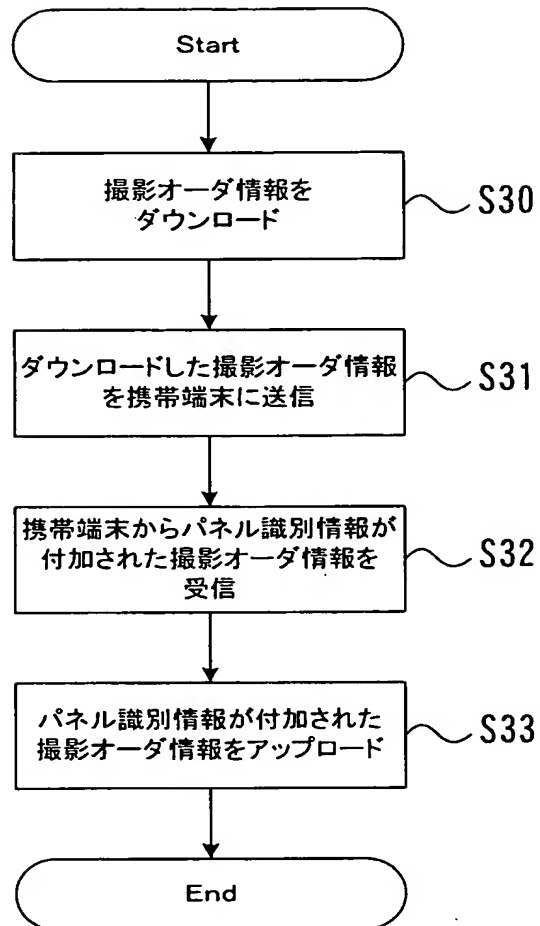 Start
撮影オーダ情報を
ダウンロード
S30
ダウンロードした撮影オーダ情報
を携帯端末に送信
S31
携帯端末からパネル識別情報が
付加された撮影オーダ情報を
受信
S32
パネル識別情報が付加された
撮影オーダ情報をアップロード
S33
End